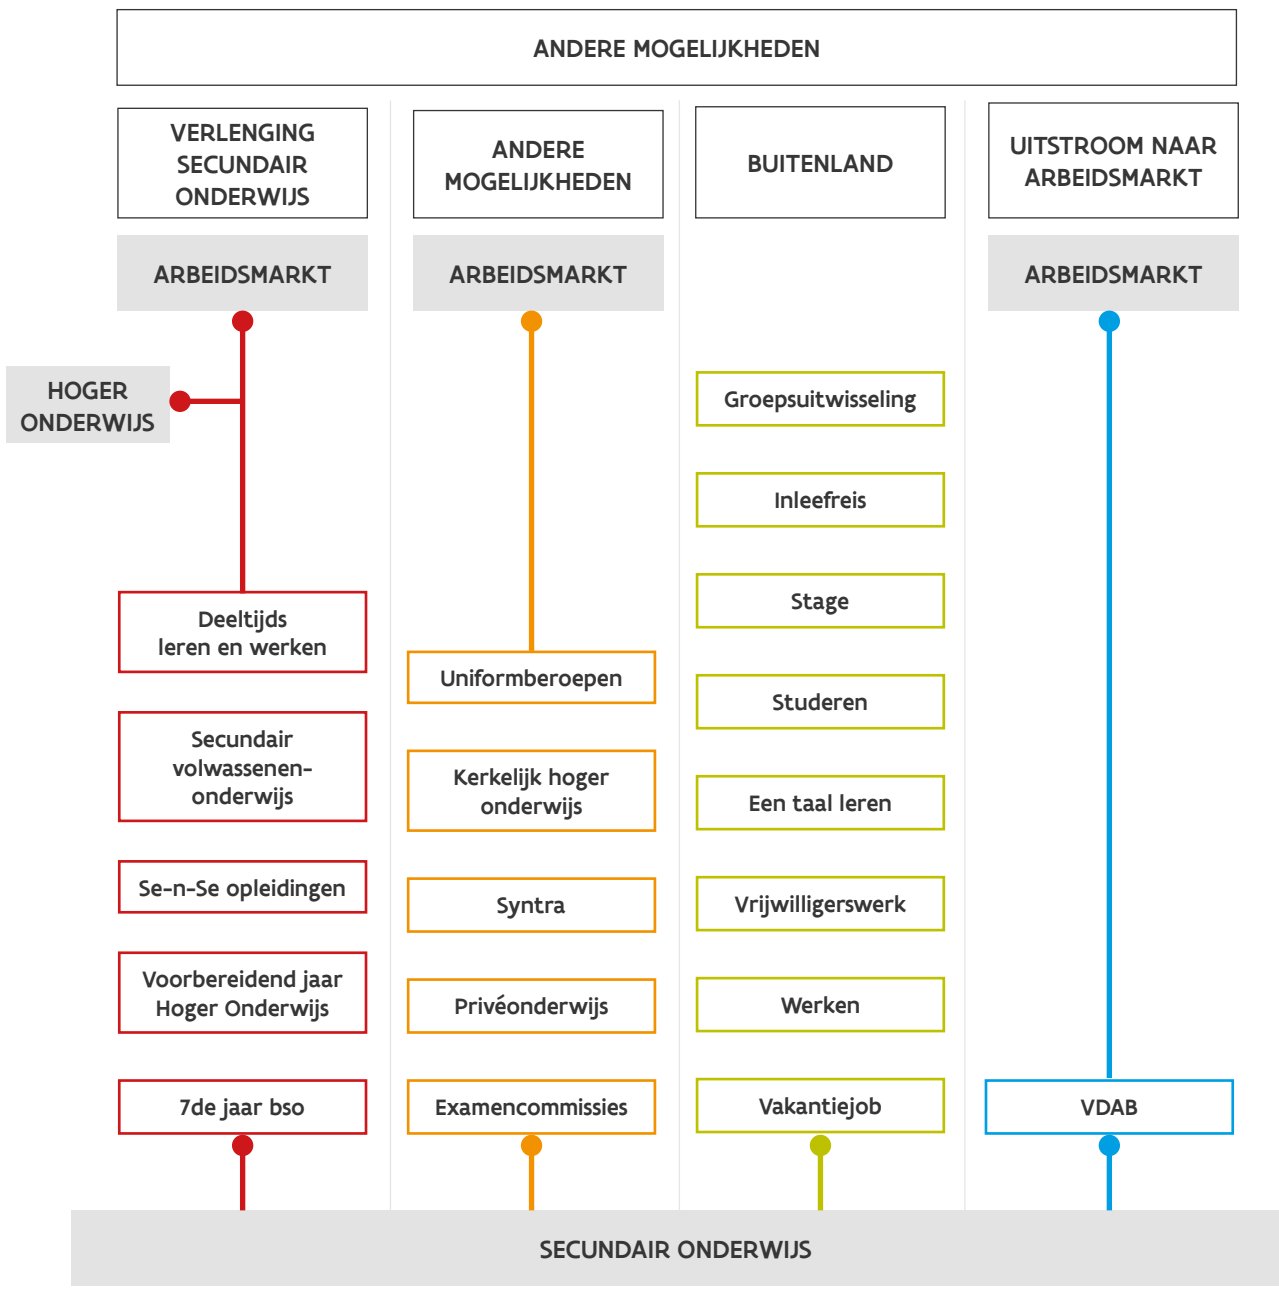 ANDERE MOGELIJKHEDEN
VERLENGING
SECUNDAIR
ONDERWIJS
ARBEIDSMARKT
HOGER
ONDERWIJS
Deeltijds
leren en werken
Secundair
volwassenen-
onderwijs
Se-n-Se opleidingen
Voorbereidend jaar
Hoger Onderwijs
7de jaar bso
ANDERE
MOGELIJKHEDEN
ARBEIDSMARKT
Uniformberoepen
Kerkelijk hoger
onderwijs
Syntra
Privéonderwijs
Examencommissies
BUITENLAND
Groepsuitwisseling
Inleefreis
Stage
Studeren
Een taal leren
Vrijwilligerswerk
Werken
Vakantiejob
UITSTROOM NAAR
ARBEIDSMARKT
ARBEIDSMARKT
VDAB
SECUNDAIR ONDERWIJS